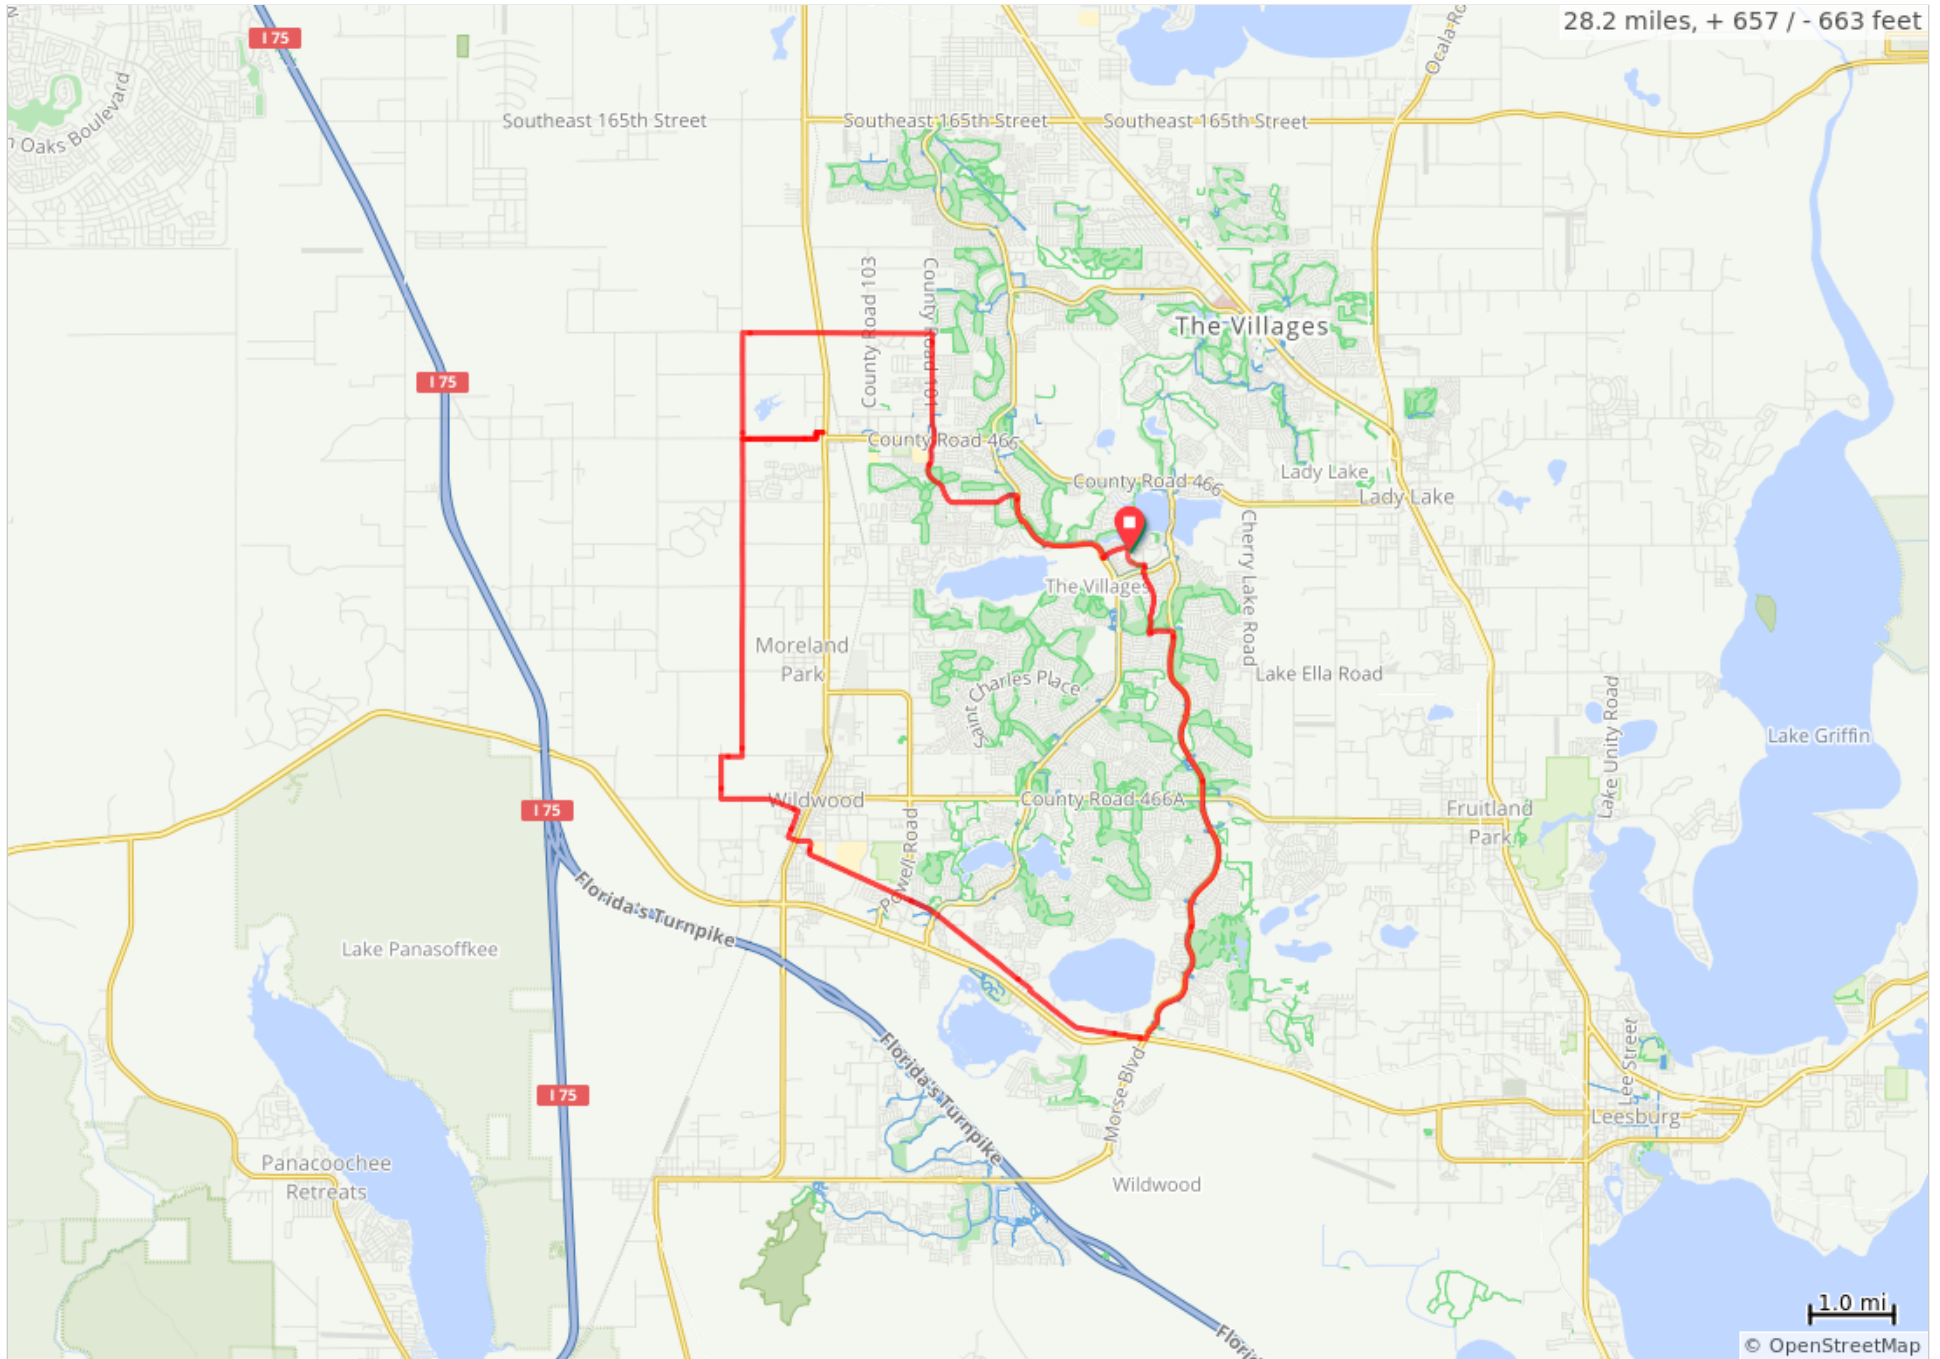 28.2 miles, + 657 / - 663 feet
I 75
Oaks Boulevard
Southeast 165th Street
Southeast 165th Street
Southeast 165th Street
County Road 103
County Road 101
The Villages
I 75
County Road 466
Lady Lake
County Road 466
Lady Lake
Cherry Lake Road
The Villages
Moreland
Park
Saint Charles Place
Lake Ella Road
Lake Unity Road
Lake Griffin
Wildwood
County Road 466A
I 75
Fruitland
Park
Powell Road
Florida's Turnpike
Lake Panasoffkee
Florida's Turnpike
Morse Blvd
I 75
Lee Street
Leesburg
Panacoochee
Retreats
Wildwood
1.0 mi
© OpenStreetMap